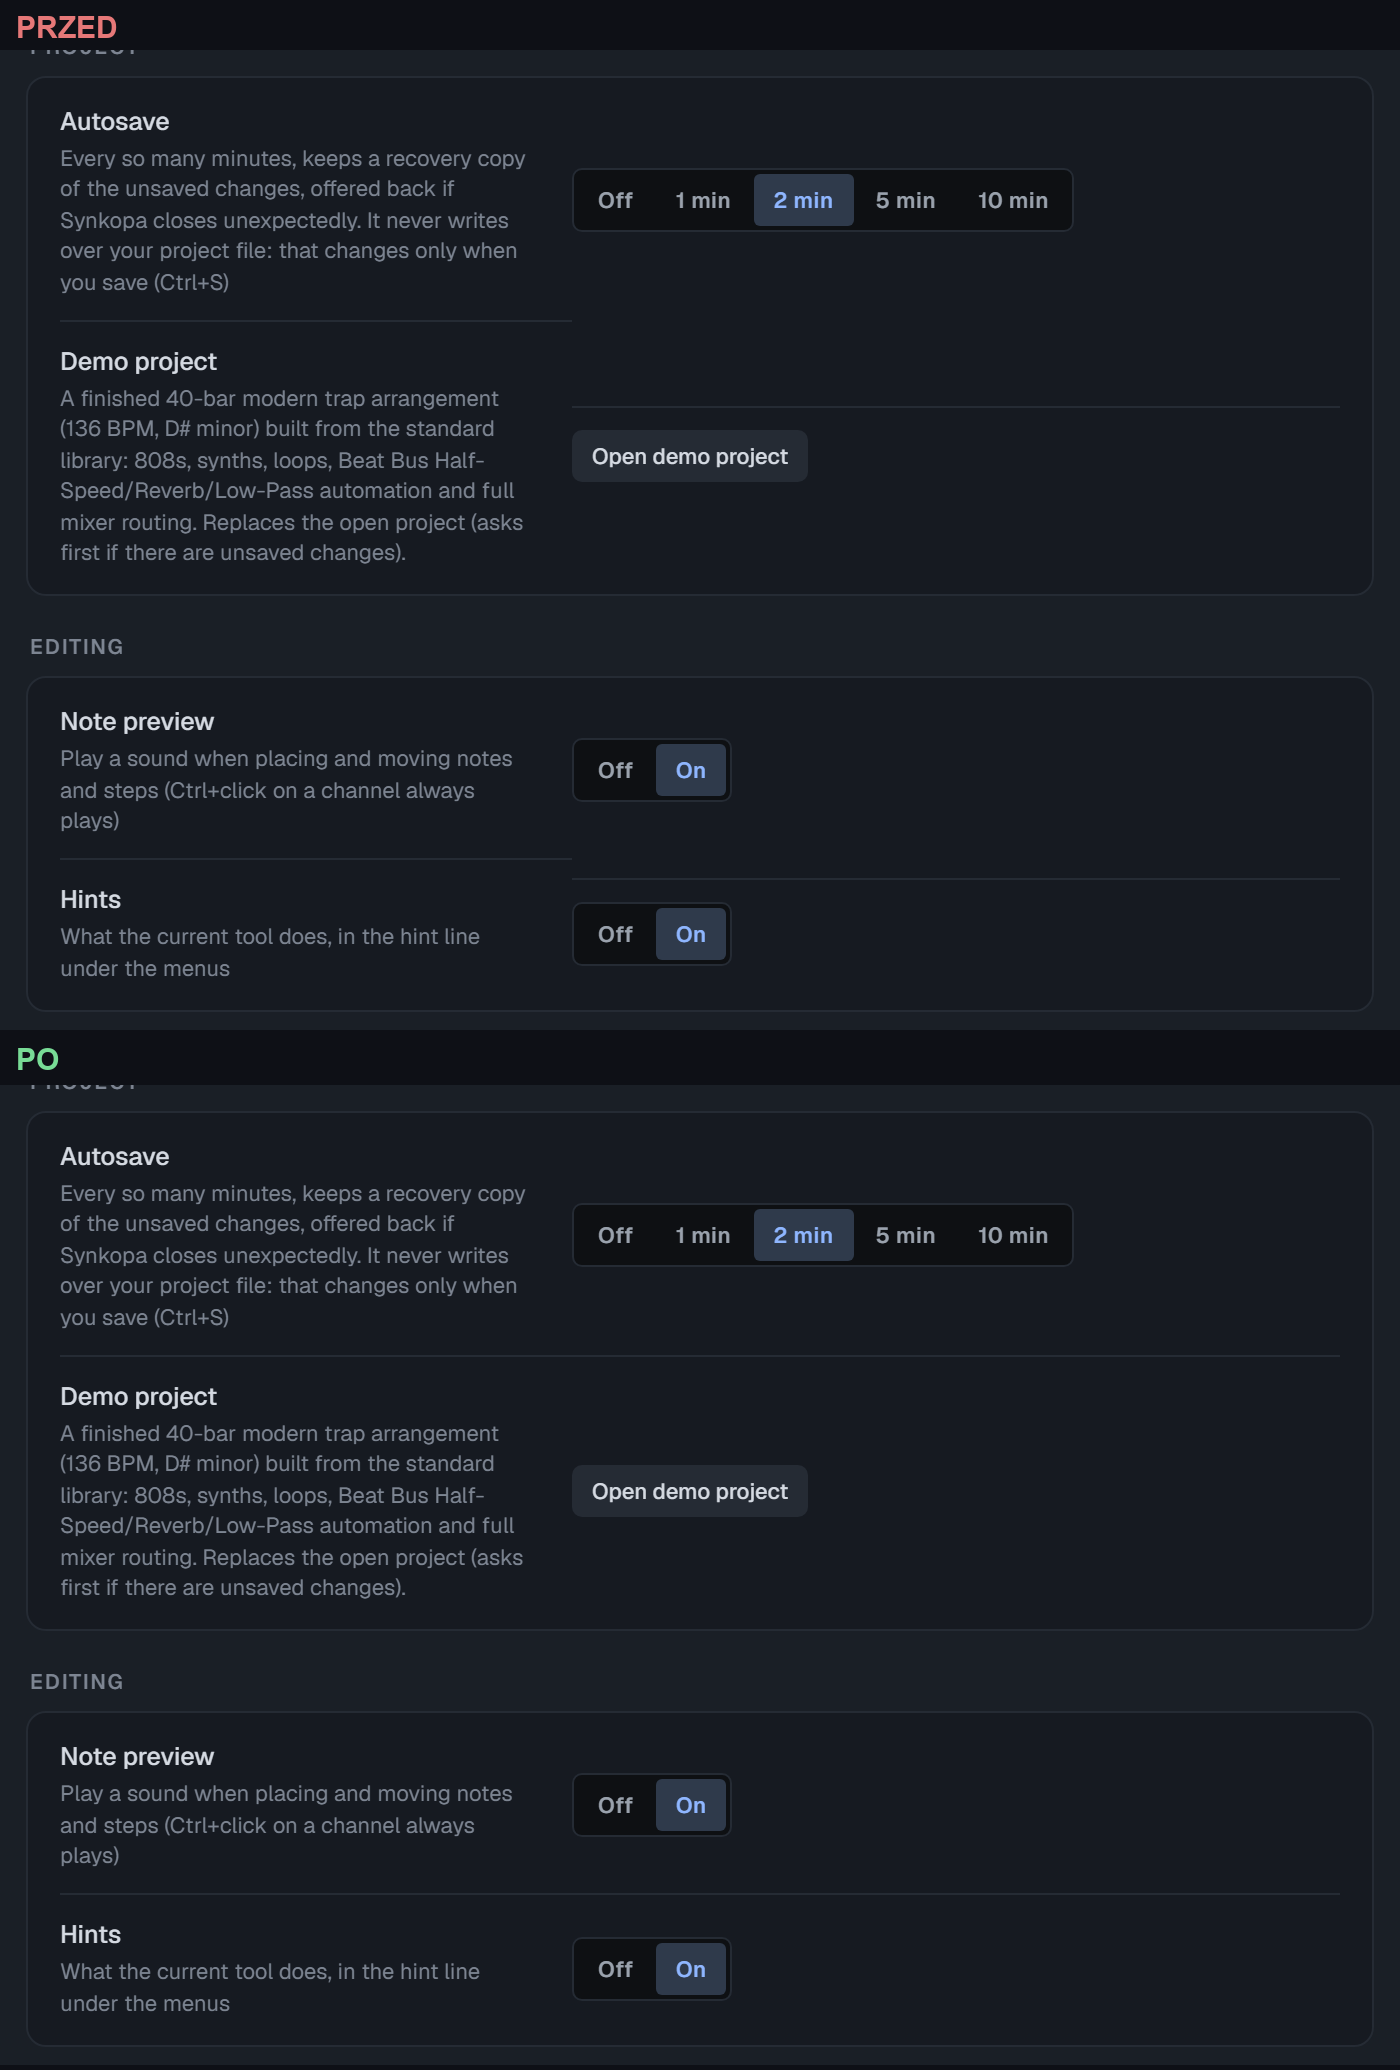 PRZED
PROJECT
Autosave
Every so many minutes, keeps a recovery copy
of the unsaved changes, offered back if
Synkopa closes unexpectedly. It never writes
over your project file: that changes only when
you save (Ctrl+S)
Off 1 min 2 min 5 min 10 min
Demo project
A finished 40-bar modern trap arrangement
(136 BPM, D# minor) built from the standard
library: 808s, synths, loops, Beat Bus Half-
Speed/Reverb/Low-Pass automation and full
mixer routing. Replaces the open project (asks
first if there are unsaved changes).
Open demo project
EDITING
Note preview
Play a sound when placing and moving notes
and steps (Ctrl+click on a channel always
plays)
Off On
Hints
What the current tool does, in the hint line
under the menus
Off On
PO
PROJECT
Autosave
Every so many minutes, keeps a recovery copy
of the unsaved changes, offered back if
Synkopa closes unexpectedly. It never writes
over your project file: that changes only when
you save (Ctrl+S)
Off 1 min 2 min 5 min 10 min
Demo project
A finished 40-bar modern trap arrangement
(136 BPM, D# minor) built from the standard
library: 808s, synths, loops, Beat Bus Half-
Speed/Reverb/Low-Pass automation and full
mixer routing. Replaces the open project (asks
first if there are unsaved changes).
Open demo project
EDITING
Note preview
Play a sound when placing and moving notes
and steps (Ctrl+click on a channel always
plays)
Off On
Hints
What the current tool does, in the hint line
under the menus
Off On